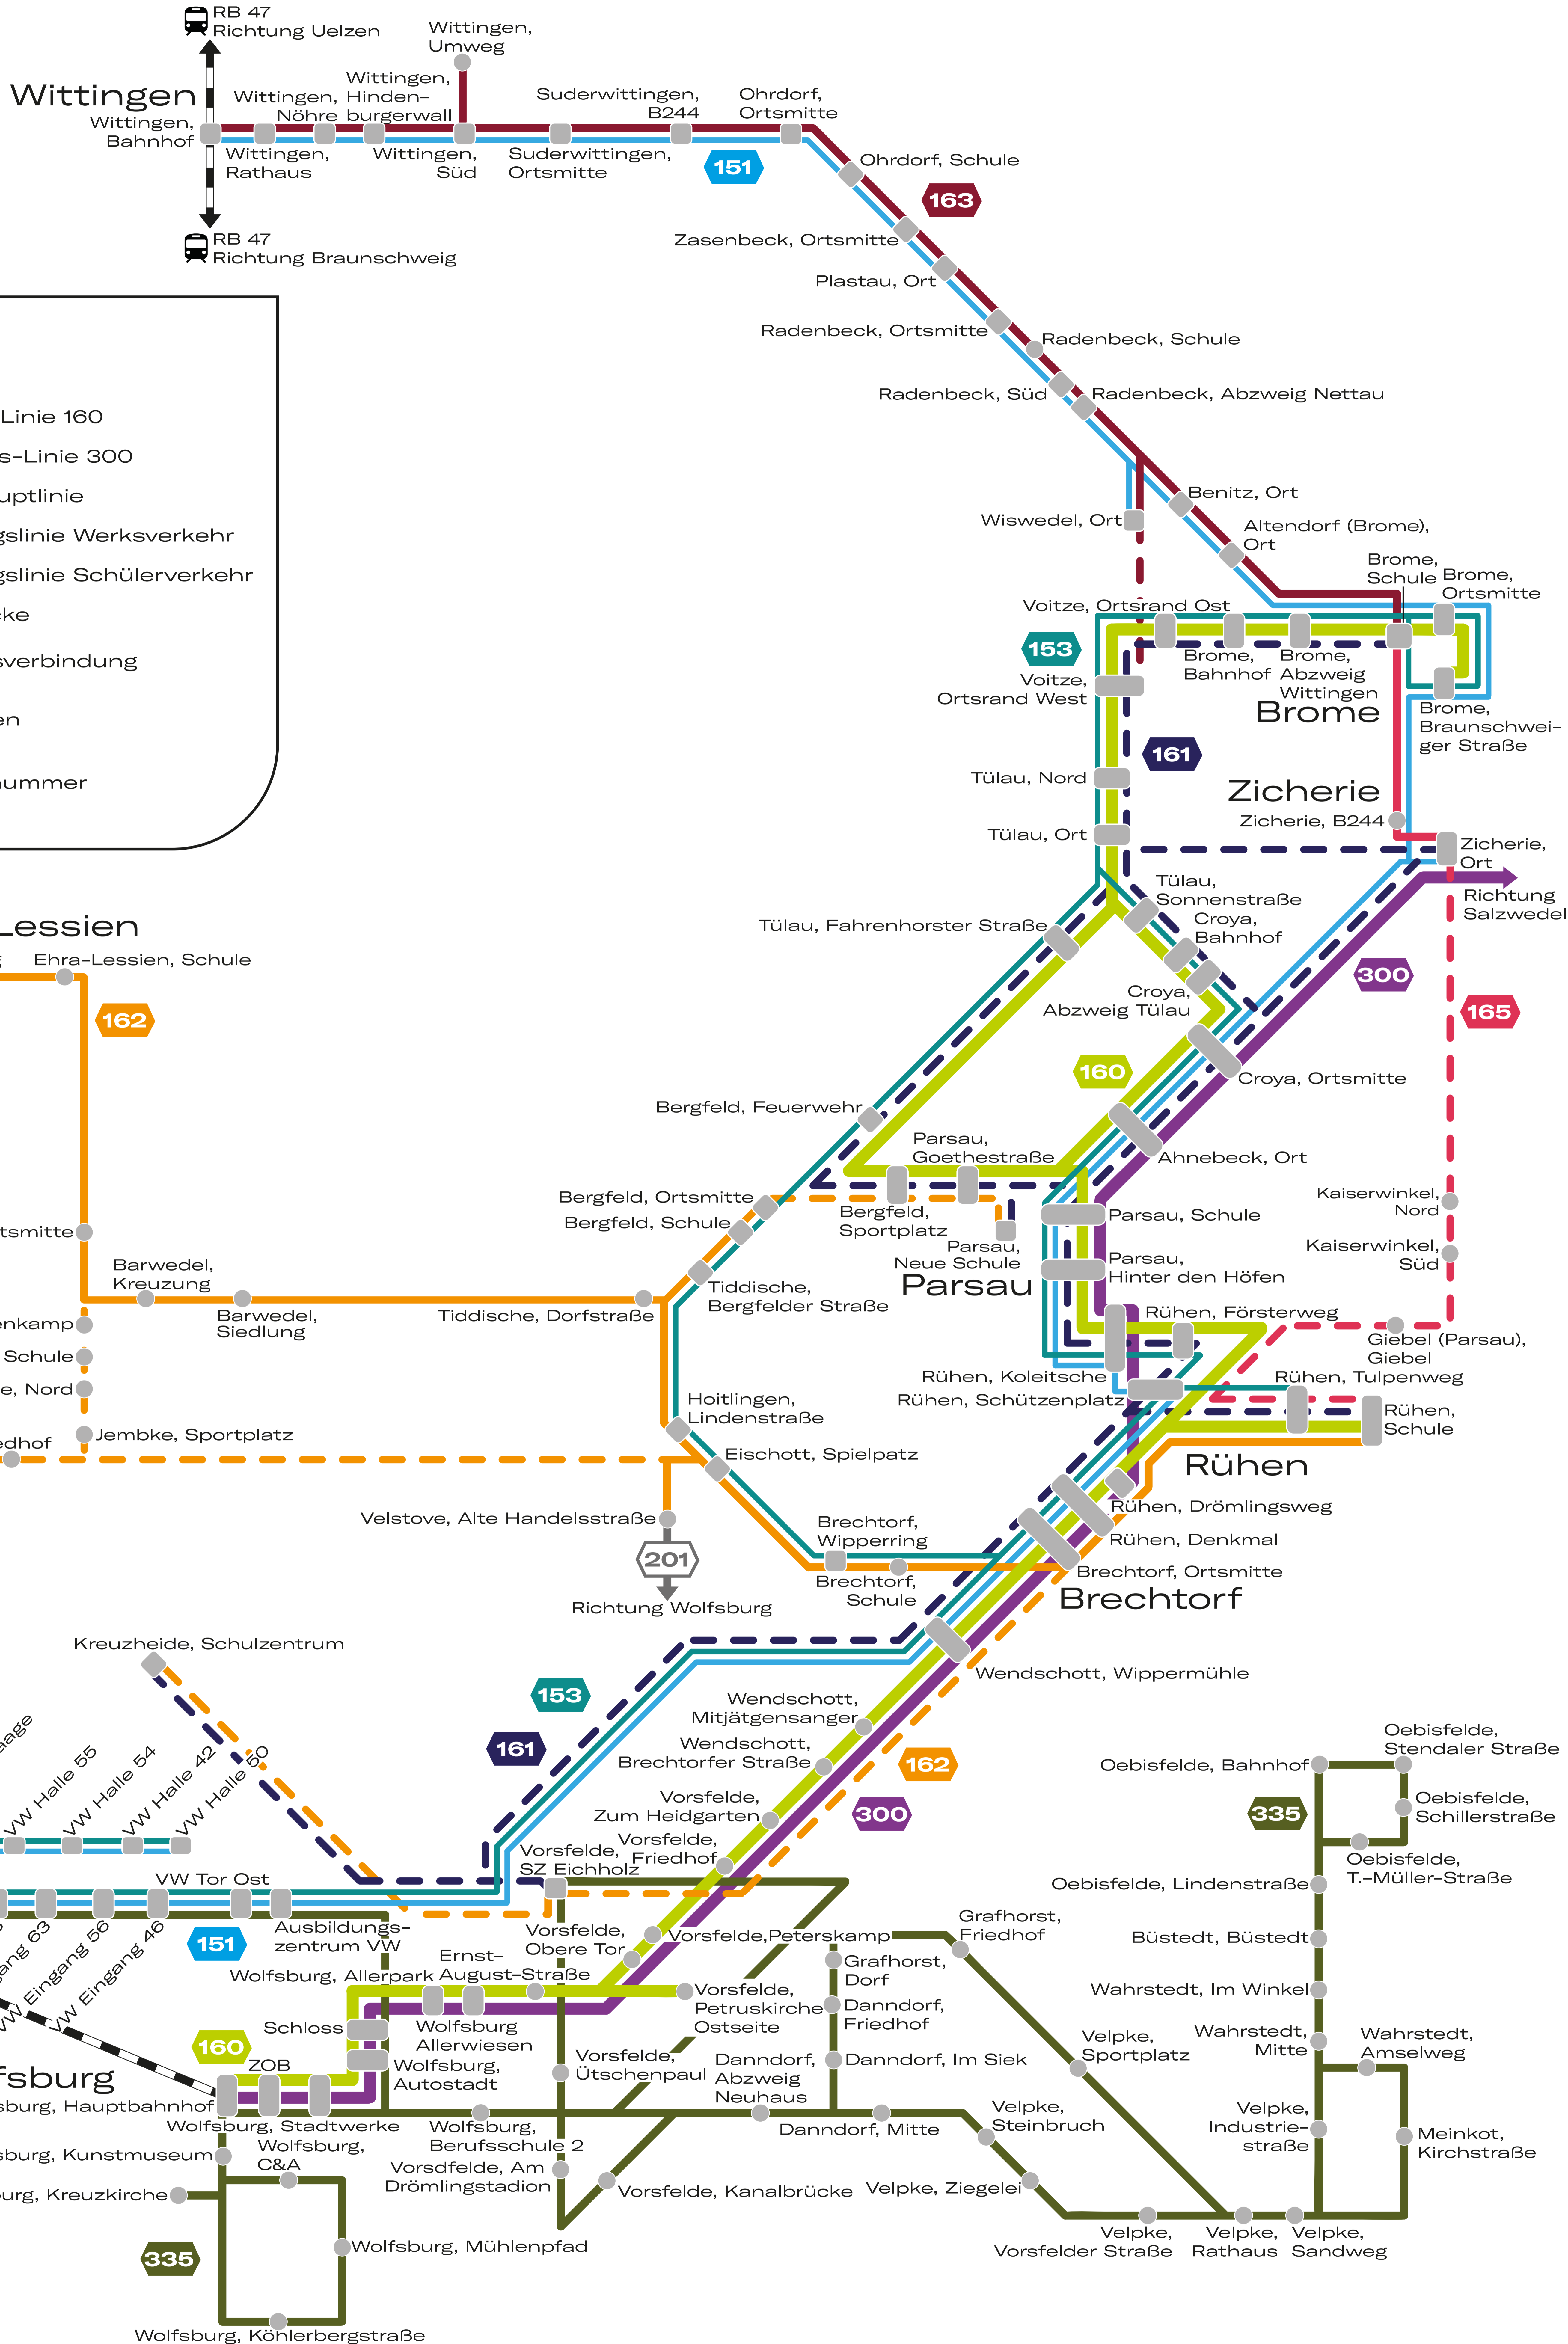 RB 47
Richtung Uelzen
Wittingen,
Umweg
Wittingen
Wittingen,
Bahnhof
Wittingen,
Nöhre
Wittingen,
Hinden-
burgerwall
Suderwittingen,
B244
Ohrdorf,
Ortsmitte
Wittingen,
Rathaus
Wittingen,
Süd
Suderwittingen,
Ortsmitte
151
Ohrdorf, Schule
163
RB 47
Richtung Braunschweig
Zasenbeck, Ortsmitte
Plastau, Ort
Radenbeck, Ortsmitte
Radenbeck, Schule
Radenbeck, Süd
Radenbeck, Abzweig Nettau
Linie 160
s-Linie 300
uptlinie
gslinie Werksverkehr
gslinie Schülerverkehr
cke
sverbindung
en
nummer
Wiswedel, Ort
Benitz, Ort
Altendorf (Brome),
Ort
Brome,
Schule
Brome,
Ortsmitte
Voitze, Ortsrand Ost
153
Voitze,
Ortsrand West
Brome,
Bahnhof
Brome,
Abzweig
Wittingen
Brome
Brome,
Braunschwei-
ger Straße
161
Tülau, Nord
Zicherie
Tülau, Ort
Zicherie, B244
Zicherie,
Ort
Richtung
Salzwedel
Tülau,
Sonnenstraße
Croya,
Bahnhof
Tülau, Fahrenhorster Straße
Lessien
Ehra-Lessien, Schule
162
300
165
Croya,
Abzweig Tülau
160
Croya, Ortsmitte
Bergfeld, Feuerwehr
Parsau,
Goethestraße
Ahnebeck, Ort
Bergfeld, Ortsmitte
Bergfeld, Schule
Bergfeld,
Sportplatz
Parsau, Schule
Kaiserwinkel,
Nord
Parsau,
Neue Schule
Parsau
Parsau,
Hinter den Höfen
Kaiserwinkel,
Süd
tsmitte
Barwedel,
Kreuzung
Barwedel,
Siedlung
Tiddische, Dorfstraße
Tiddische,
Bergfelder Straße
enkamp
Schule
e, Nord
Rühen, Försterweg
Giebel (Parsau),
Giebel
Rühen, Koleitsche
Rühen, Tulpenweg
Rühen, Schützenplatz
Rühen,
Schule
Rühen
Hoitlingen,
Lindenstraße
Jembke, Sportplatz
edhof
Eischott, Spielpatz
Rühen, Drömlingsweg
Velstove, Alte Handelsstraße
Brechtorf,
Wipperring
Rühen, Denkmal
201
Brechtorf,
Schule
Brechtorf, Ortsmitte
Brechtorf
Richtung Wolfsburg
Kreuzheide, Schulzentrum
Wendschott, Wippermühle
153
161
Wendschott,
Mitjätgensanger
Wendschott,
Brechtorfer Straße
162
300
Vorsfelde,
Zum Heidgarten
Vorsfelde,
Friedhof
Vorsfelde,
SZ Eichholz
aage
VW Halle 55
VW Halle 54
VW Halle 42
VW Halle 50
VW Tor Ost
151
Ausbildungs-
zentrum VW
gang 63
VW Eingang 56
VW Eingang 46
Oebisfelde, Bahnhof
Oebisfelde,
Stendaler Straße
335
Oebisfelde,
Schillerstraße
Oebisfelde,
T.-Müller-Straße
Oebisfelde, Lindenstraße
Vorsfelde,
Obere Tor
Vorsfelde,Peterskamp
Grafhorst,
Friedhof
Büstedt, Büstedt
Grafhorst,
Dorf
Wolfsburg, Allerpark
Ernst-
August-Straße
Vorsfelde,
Petruskirche
Ostseite
Danndorf,
Friedhof
Wahrstedt, Im Winkel
Schloss
Wolfsburg
Allerwiesen
160
ZOB
Wolfsburg,
Autostadt
Vorsfelde,
Ütschenpaul
Danndorf,
Abzweig
Neuhaus
Danndorf, Im Siek
Velpke,
Sportplatz
Wahrstedt,
Mitte
Wahrstedt,
Amselweg
fsburg
sburg, Hauptbahnhof
Wolfsburg, Stadtwerke
Wolfsburg,
Berufsschule 2
Danndorf, Mitte
Velpke,
Steinbruch
Velpke,
Industrie-
straße
Meinkot,
Kirchstraße
sburg, Kunstmuseum
Wolfsburg,
C&A
Vorsdfelde, Am
Drömlingstadion
Vorsfelde, Kanalbrücke
Velpke, Ziegelei
urg, Kreuzkirche
335
Wolfsburg, Mühlenpfad
Velpke,
Vorsfelder Straße
Velpke,
Rathaus
Velpke,
Sandweg
Wolfsburg, Köhlerbergstraße